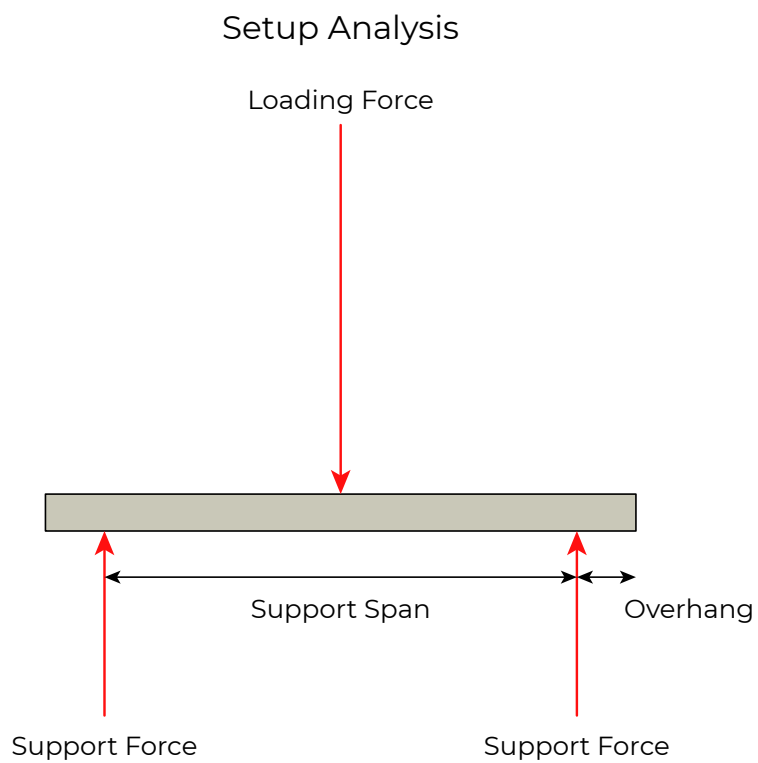 Setup Analysis
Loading Force
Support Span
Overhang
Support Force
Support Force